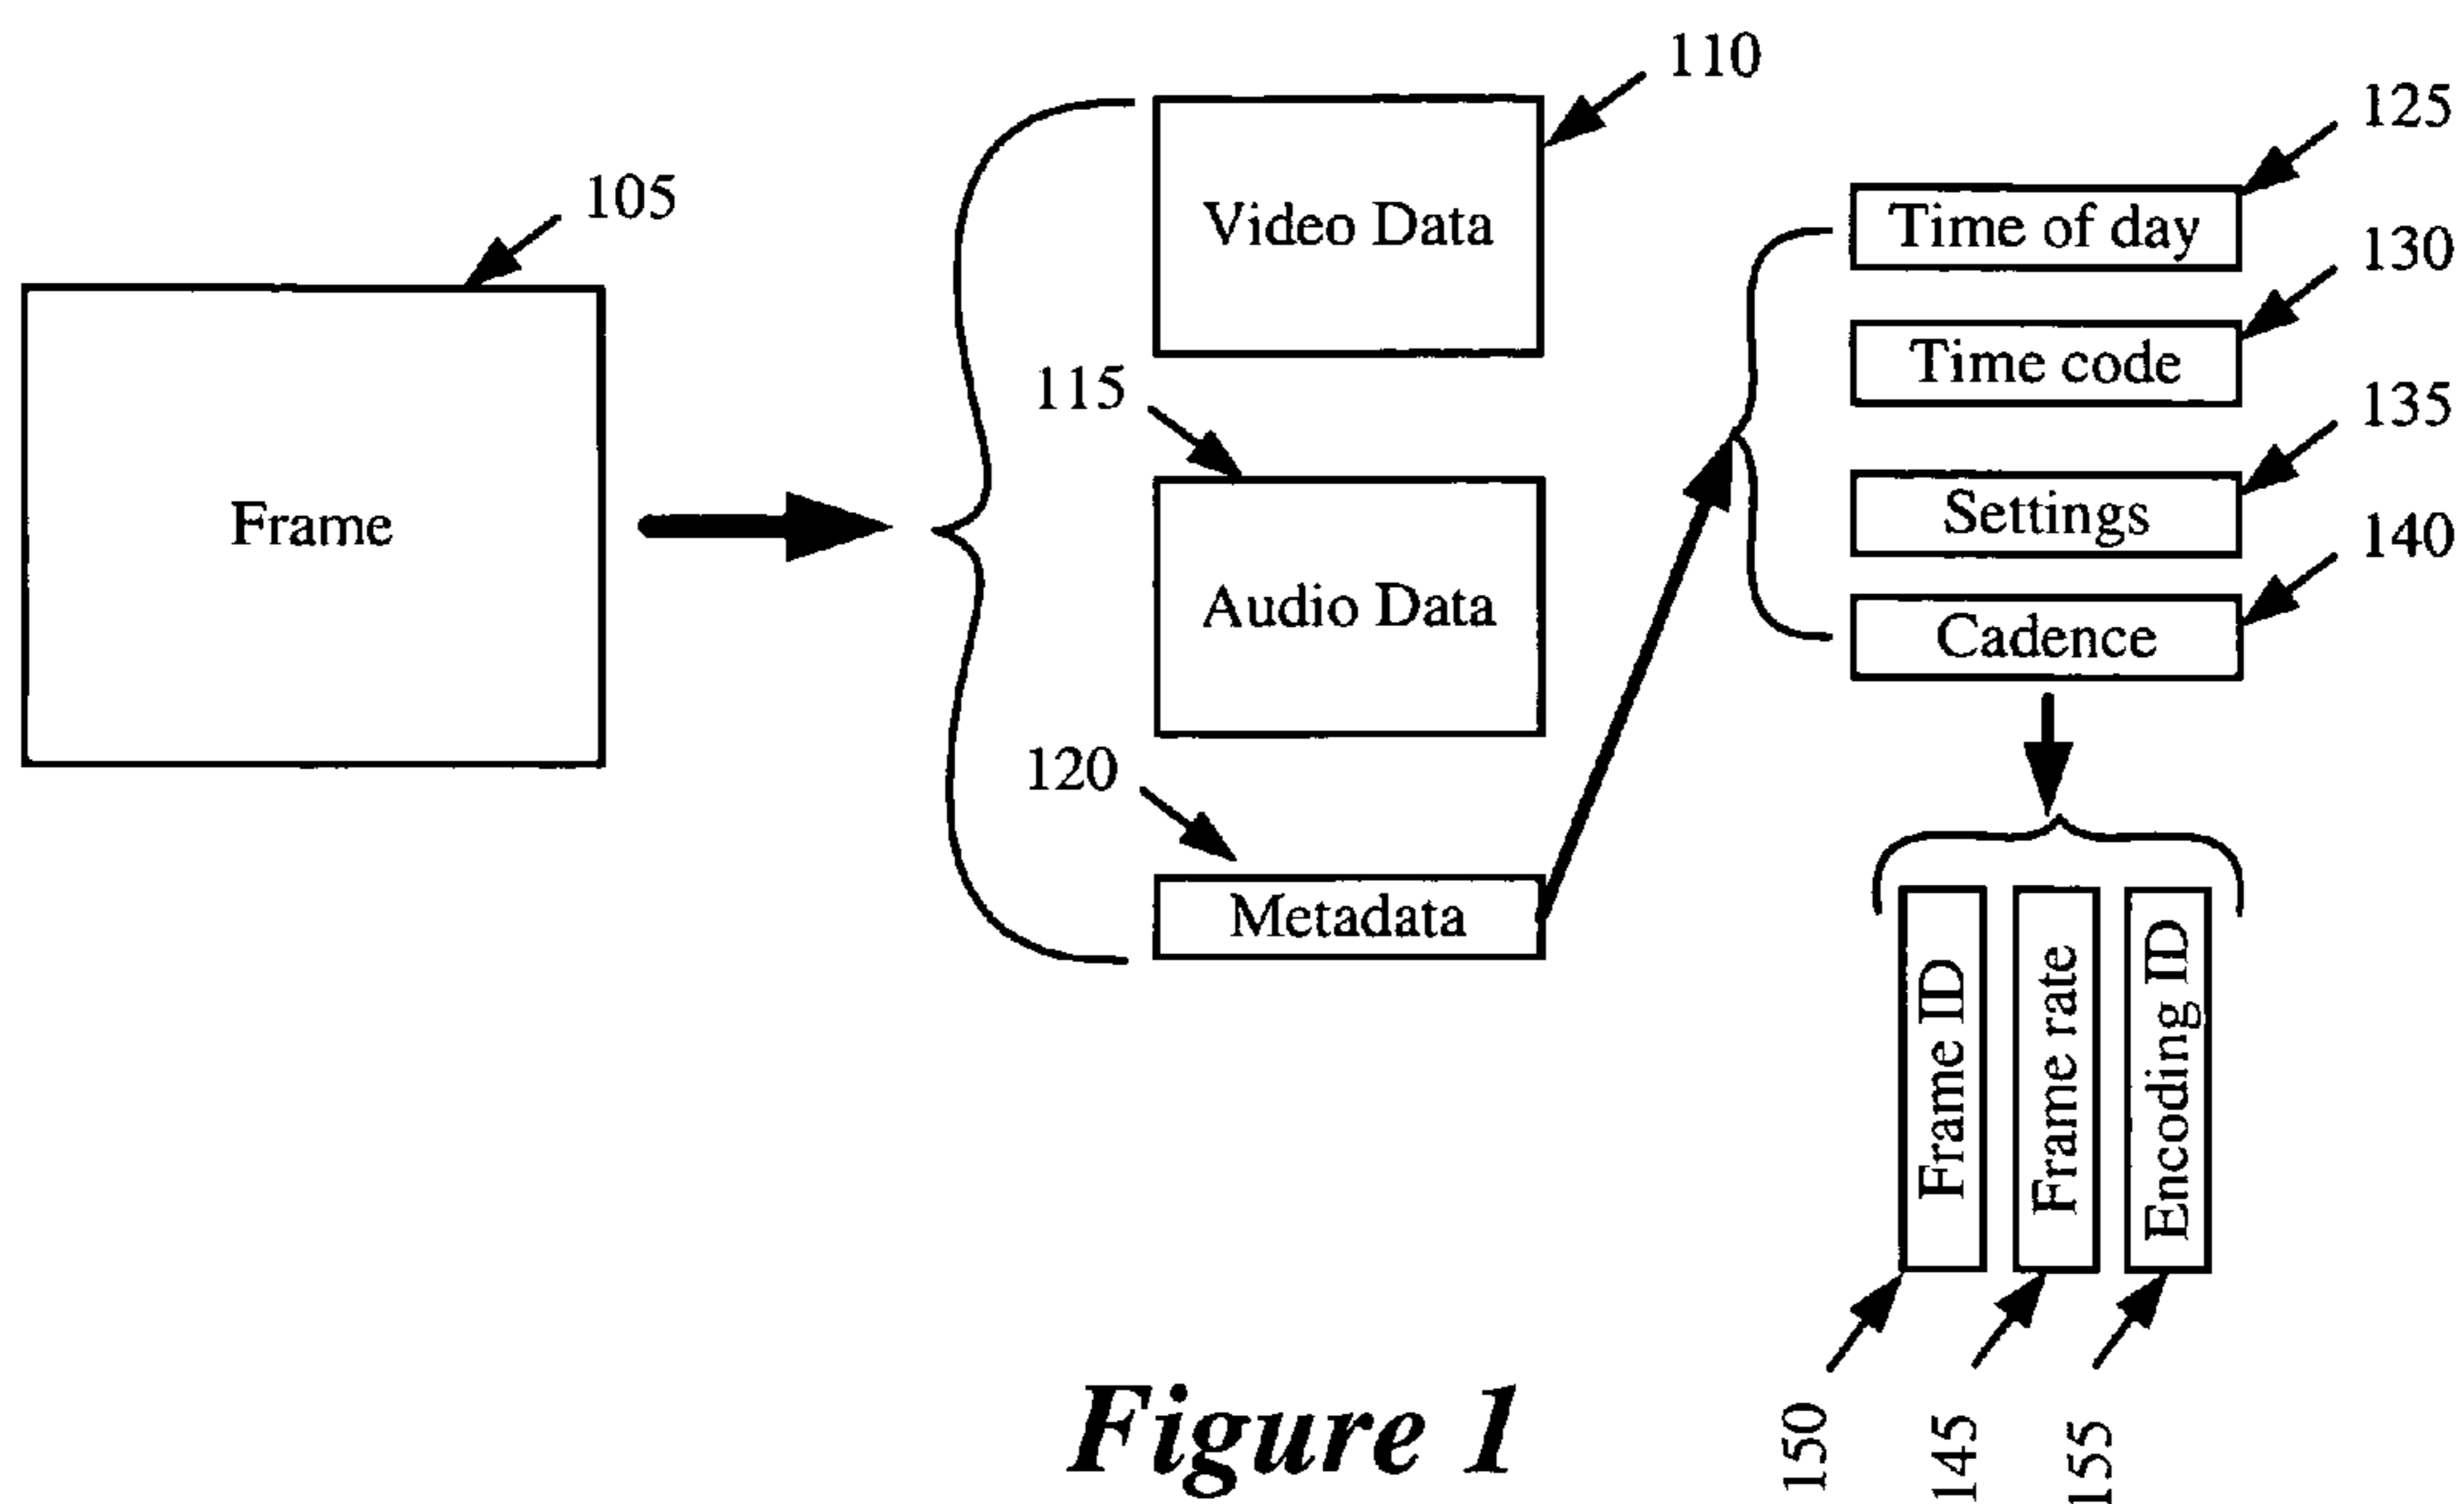 105
Frame
110
Video Data
115
Audio Data
120
Metadata
125
Time of day
130
Time code
135
Settings
140
Cadence
Frame ID
Frame rate
Encoding ID
150
145
155
Figure 1